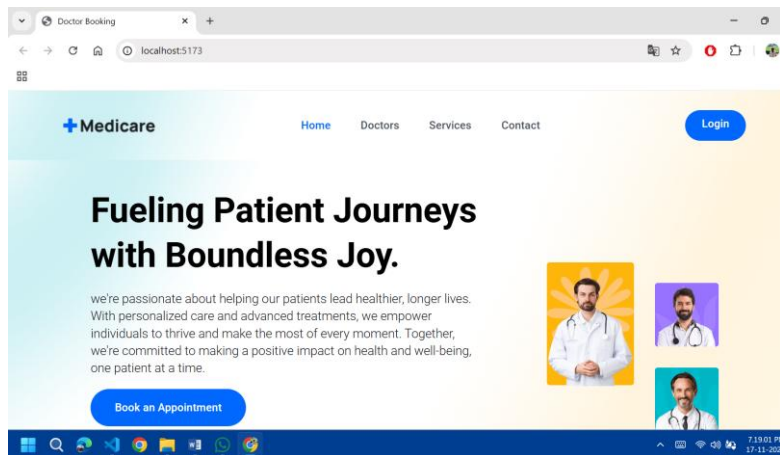 Doctor Booking
localhost:5173
Medicare
Home Doctors Services Contact
Login
Fueling Patient Journeys
with Boundless Joy.
we're passionate about helping our patients lead healthier, longer lives.
With personalized care and advanced treatments, we empower
individuals to thrive and make the most of every moment. Together,
we're committed to making a positive impact on health and well-being,
one patient at a time.
Book an Appointment
7.19.01
17-11-202